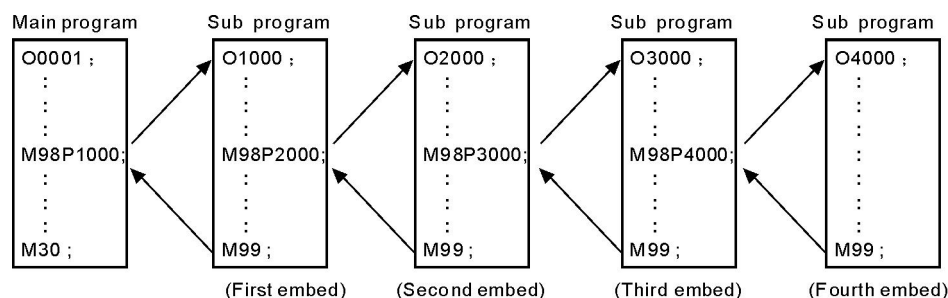 Main program
O0001 ;
M98P1000;
M30 ;
Sub program
O1000 ;
M98P2000;
M99 ;
(First embed)
Sub program
O2000 ;
M98P3000;
M99 ;
(Second embed)
Sub program
O3000 ;
M98P4000;
M99 ;
(Third embed)
Sub program
O4000 ;
M99 ;
(Fourth embed)